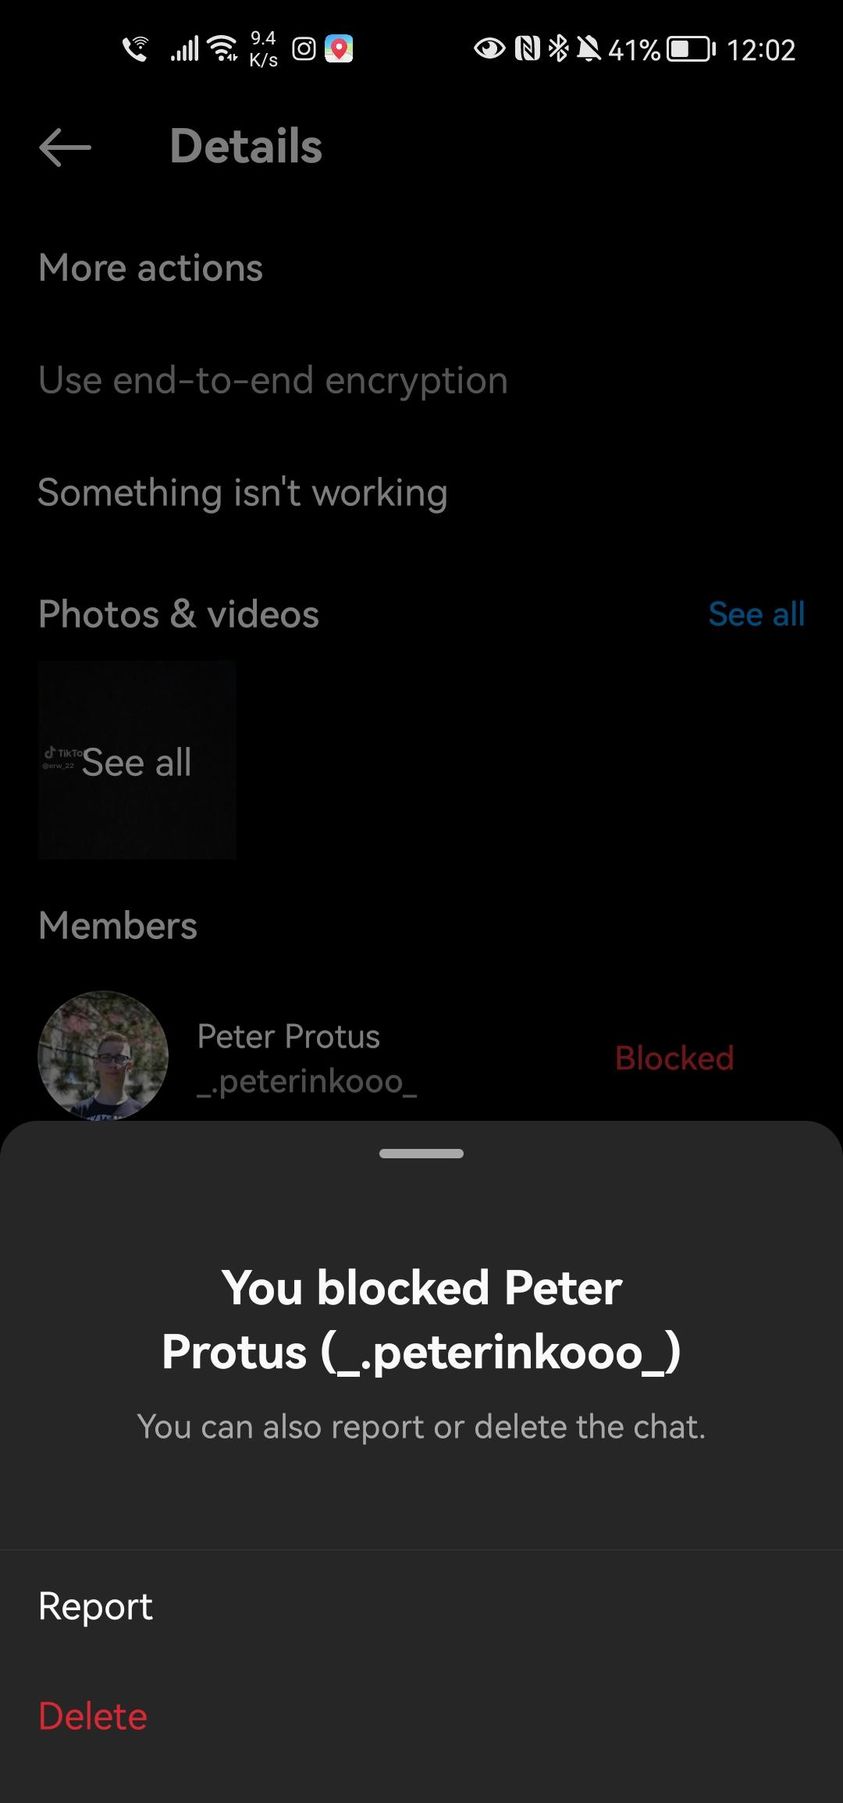 9.4
K/s
41%
12:02
Details
More actions
Use end-to-end encryption
Something isn't working
Photos & videos
See all
TikTo
@erw_22
See all
Members
Peter Protus
_.peterinkooo_
Blocked
You blocked Peter
Protus (_.peterinkooo_)
You can also report or delete the chat.
Report
Delete